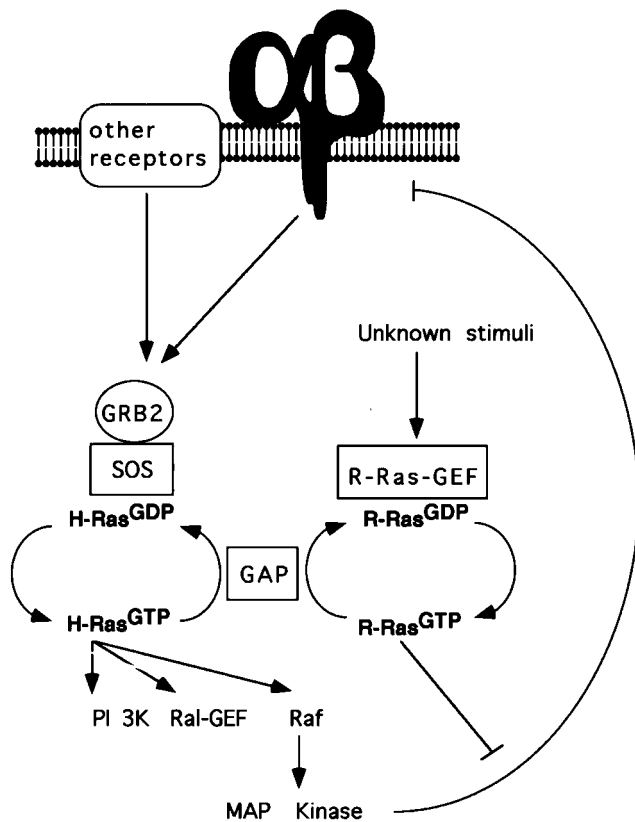 αβ
other
receptors
Unknown stimuli
GRB2
SOS
R-Ras-GEF
H-RasGDP
R-RasGDP
GAP
H-RasGTP
R-RasGTP
PI 3K Ral-GEF Raf
MAP Kinase